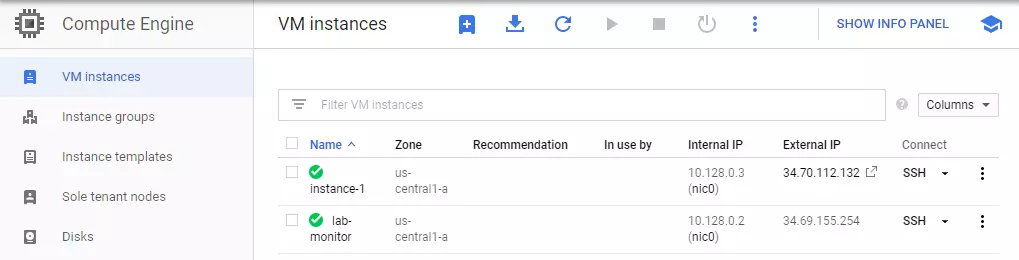 Compute Engine
VM instances
SHOW INFO PANEL
VM instances
Instance groups
Instance templates
Sole tenant nodes
Disks
Filter VM instances
? Columns
Name Zone Recommendation In use by Internal IP External IP Connect
us- 10.128.0.3 34.70.112.132 SSH
instance-1 central1-a (nic0)
lab- us- 10.128.0.2 34.69.155.254 SSH
monitor central1-a (nic0)